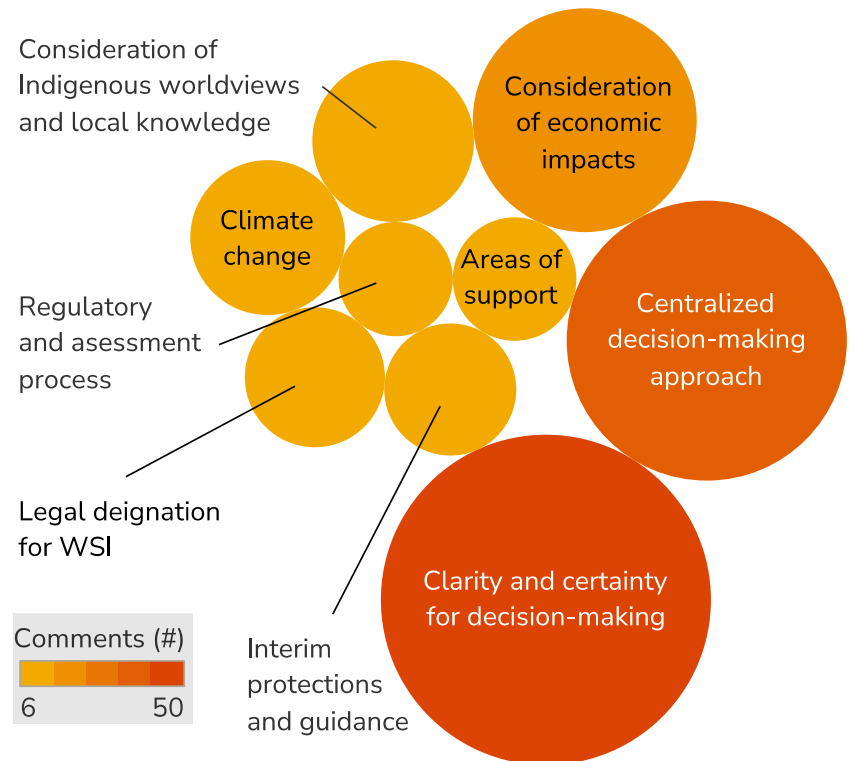 Consideration of
Indigenous worldviews
and local knowledge
Consideration
of economic
impacts
Climate
change
Areas of
support
Regulatory
and asessment
process
Centralized
decision-making
approach
Legal deignation
for WSI
Clarity and certainty
for decision-making
Interim
protections
and guidance
Comments (#)
6 50